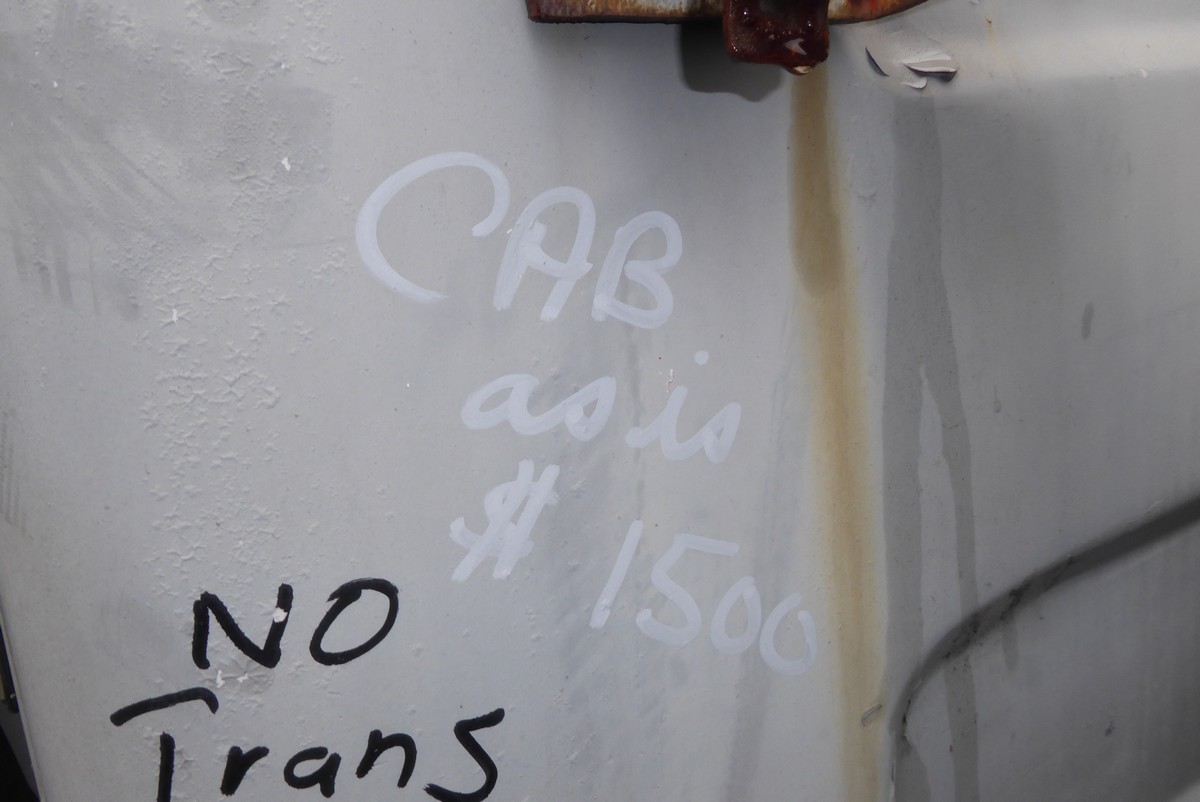 CAB
as is
$ 1500
NO
Trans